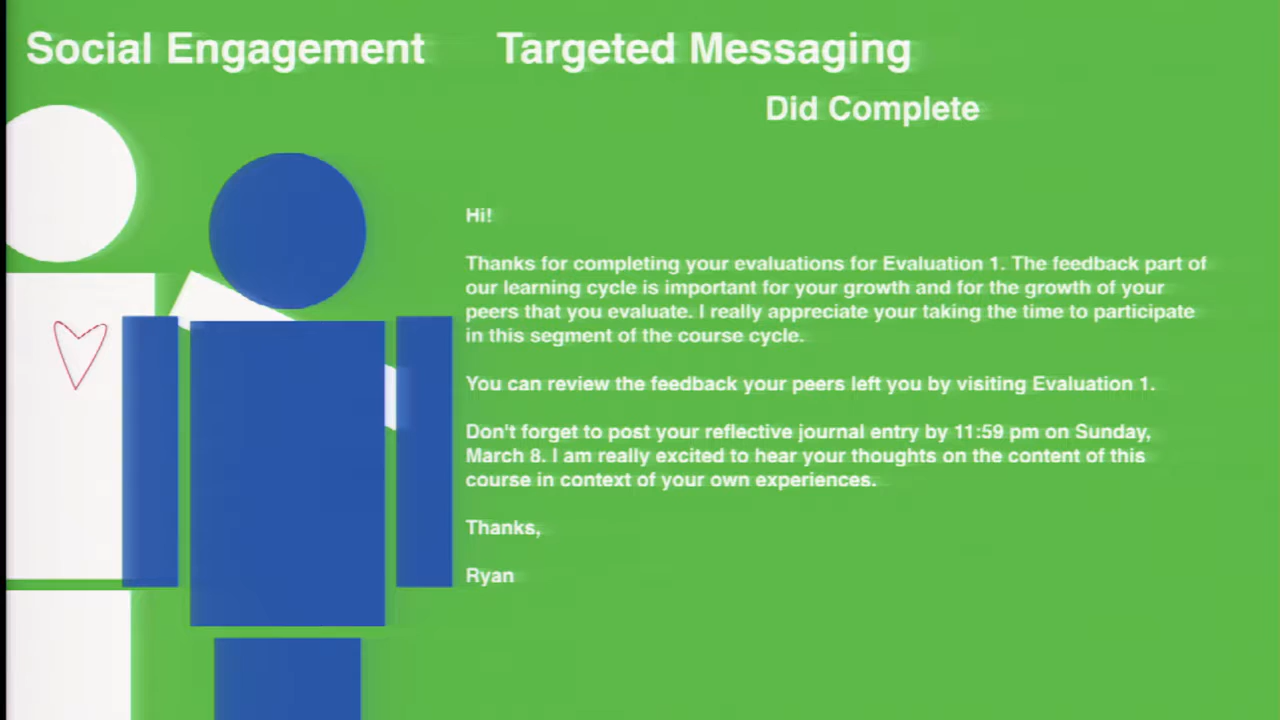 Social Engagement
Targeted Messaging
Did Complete
Hi!
Thanks for completing your evaluations for Evaluation 1. The feedback part of
our learning cycle is important for your growth and for the growth of your
peers that you evaluate. I really appreciate your taking the time to participate
in this segment of the course cycle.
You can review the feedback your peers left you by visiting Evaluation 1.
Don't forget to post your reflective journal entry by 11:59 pm on Sunday,
March 8. I am really excited to hear your thoughts on the content of this
course in context of your own experiences.
Thanks,
Ryan